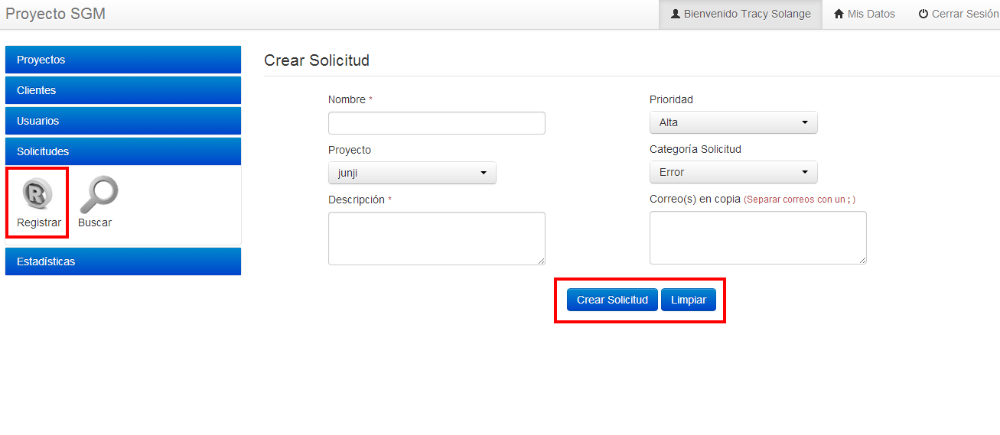 Proyecto SGM
Bienvenido Tracy Solange
Mis Datos
Cerrar Sesión
Proyectos
Clientes
Usuarios
Solicitudes
R
Registrar
Buscar
Estadísticas
Crear Solicitud
Nombre *
Prioridad
Alta
Proyecto
Categoría Solicitud
junji
Error
Descripción *
Correo(s) en copia (Separar correos con un ; )
Crear Solicitud
Limpiar